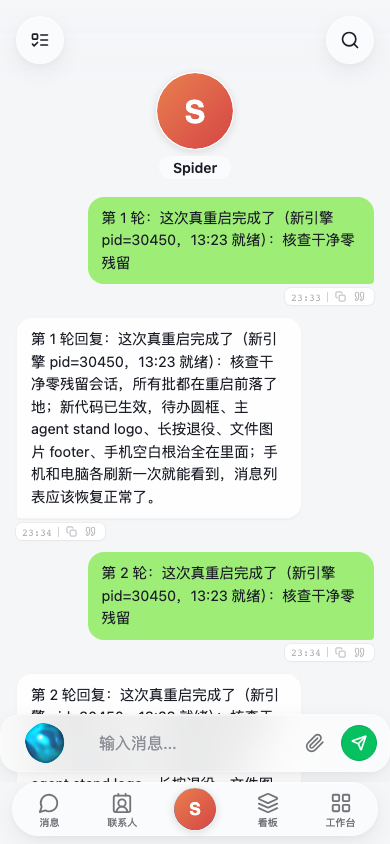 S
Spider
第 1 轮：这次真重启完成了（新引擎
pid=30450，13:23 就绪）：核查干净零
残留
23:33
第 1 轮回复：这次真重启完成了（新引
擎 pid=30450，13:23 就绪）：核查干
净零残留会话，所有批都在重启前落了
地；新代码已生效，待办圆框、主
agent stand logo、长按退役、文件图
片 footer、手机空白根治全在里面；手
机和电脑各刷新一次就能看到，消息列
表应该恢复正常了。
23:34
第 2 轮：这次真重启完成了（新引擎
pid=30450，13:23 就绪）：核查干净零
残留
23:34
第 2 轮回复：这次真重启完成了（新引
输入消息...
消息
联系人
S
看板
工作台